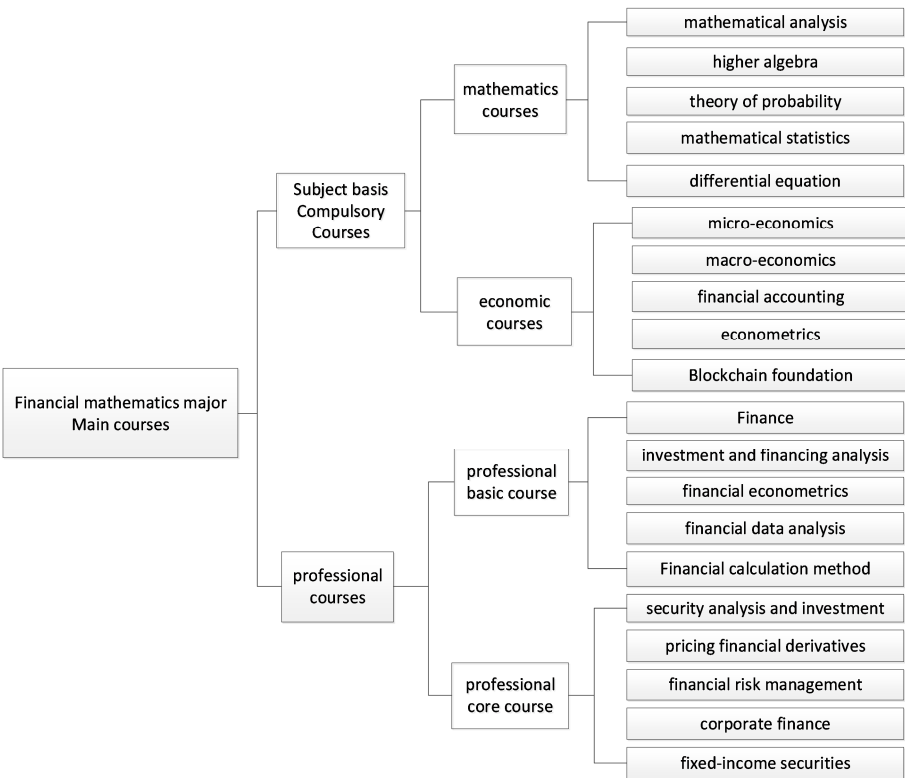 Financial mathematics major
Main courses
Subject basis
Compulsory
Courses
mathematics
courses
mathematical analysis
higher algebra
theory of probability
mathematical statistics
differential equation
economic
courses
micro-economics
macro-economics
financial accounting
econometrics
Blockchain foundation
professional
courses
professional
basic course
Finance
investment and financing analysis
financial econometrics
financial data analysis
Financial calculation method
professional
core course
security analysis and investment
pricing financial derivatives
financial risk management
corporate finance
fixed-income securities